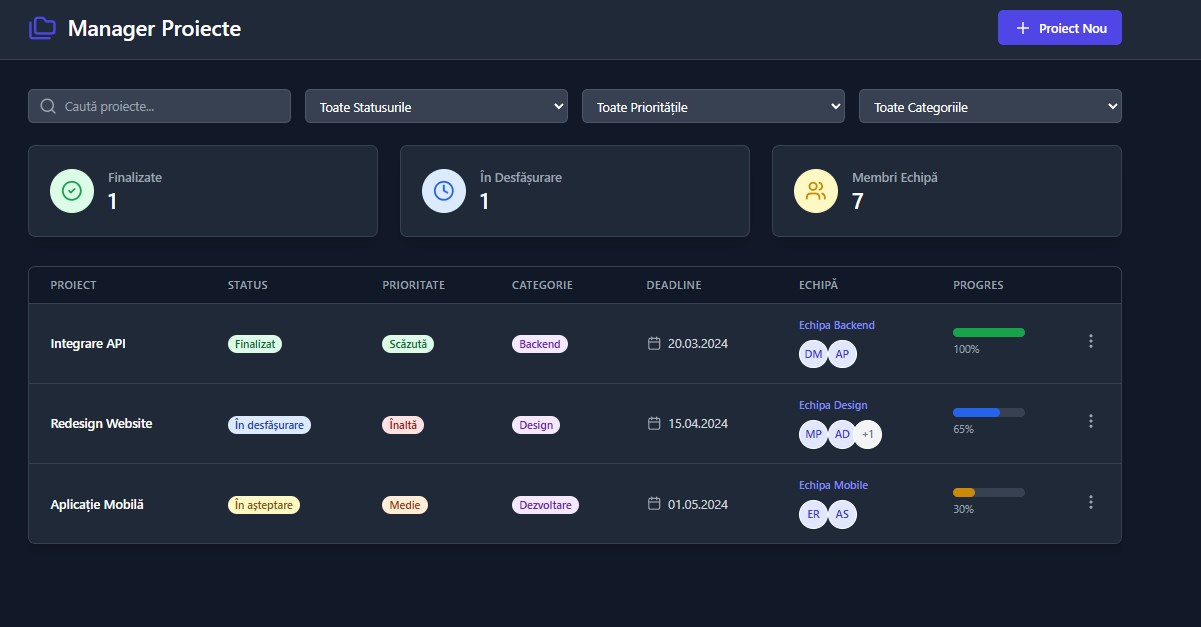 Manager Proiecte
Proiect Nou
Caută proiecte...
Toate Statusurile
Toate Prioritățile
Toate Categoriile
Finalizate
1
În Desfășurare
1
Membri Echipă
7
PROIECT STATUS PRIORITATE CATEGORIE DEADLINE ECHIPĂ PROGRES
Integrare API Finalizat Scăzută Backend 20.03.2024
Echipa Backend
DM AP
100%
Redesign Website În desfășurare Înaltă Design 15.04.2024
Echipa Design
MP AD +1
65%
Aplicație Mobilă În așteptare Medie Dezvoltare 01.05.2024
Echipa Mobile
ER AS
30%